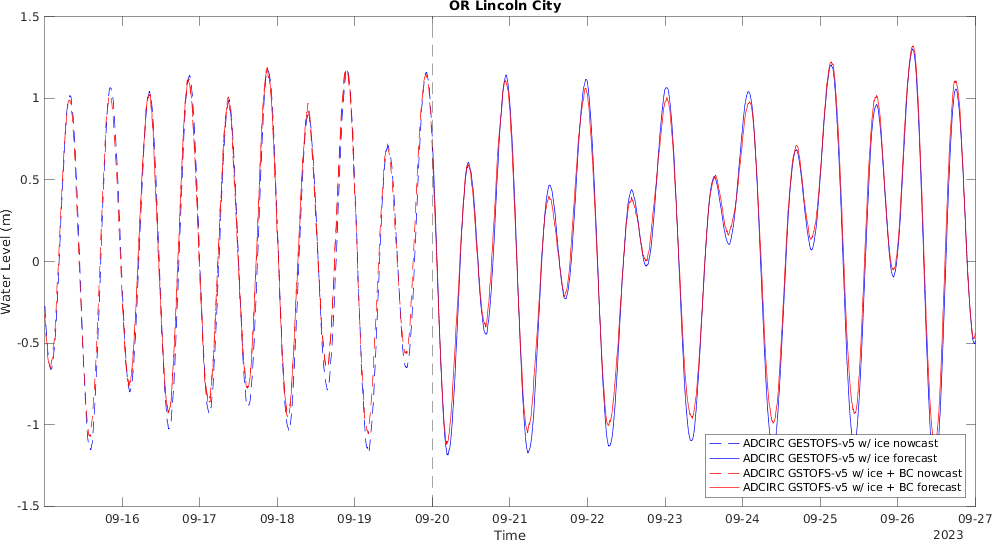 OR Lincoln City
1.5
1
0.5
0
-0.5
-1
-1.5
Water Level (m)
09-16
09-17
09-18
09-19
09-20
09-21
09-22
09-23
09-24
09-25
09-26
09-27
Time
2023
ADCIRC GESTOFS-v5 w/ ice nowcast
ADCIRC GESTOFS-v5 w/ ice forecast
ADCIRC GSTOFS-v5 w/ ice + BC nowcast
ADCIRC GSTOFS-v5 w/ ice + BC forecast